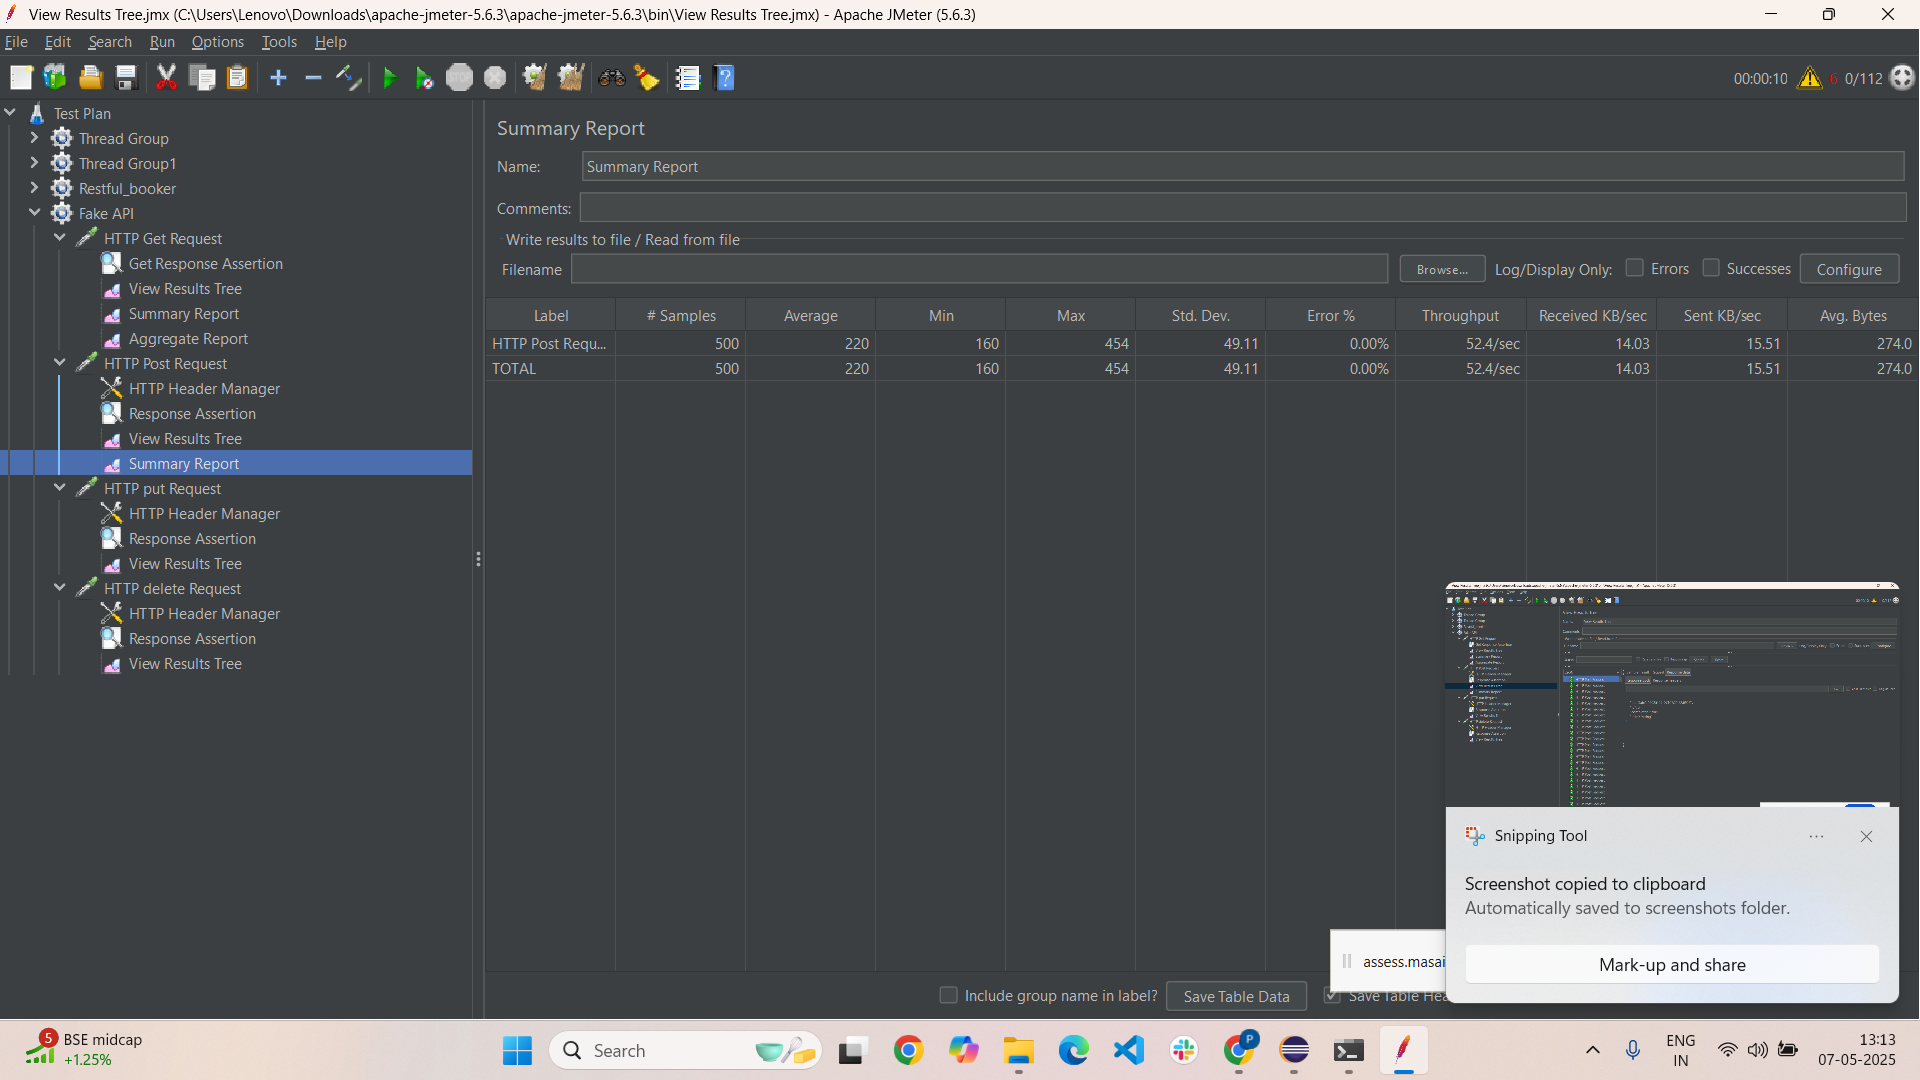 View Results Tree.jmx (C:\Users\Lenovo\Downloads\apache-jmeter-5.6.3\apache-jmeter-5.6.3\bin\View Results Tree.jmx) - Apache JMeter (5.6.3)
File Edit Search Run Options Tools Help
STOP
00:00:10 6 0/112
Test Plan
Thread Group
Thread Group1
Restful_booker
Fake API
HTTP Get Request
Get Response Assertion
View Results Tree
Summary Report
Aggregate Report
HTTP Post Request
HTTP Header Manager
Response Assertion
View Results Tree
Summary Report
HTTP put Request
HTTP Header Manager
Response Assertion
View Results Tree
HTTP delete Request
HTTP Header Manager
Response Assertion
View Results Tree
Summary Report
Name: Summary Report
Comments:
Write results to file / Read from file
Filename Browse... Log/Display Only: Errors Successes Configure
Label # Samples Average Min Max Std. Dev. Error % Throughput Received KB/sec Sent KB/sec Avg. Bytes
HTTP Post Requ... 500 220 160 454 49.11 0.00% 52.4/sec 14.03 15.51 274.0
TOTAL 500 220 160 454 49.11 0.00% 52.4/sec 14.03 15.51 274.0
Snipping Tool
Screenshot copied to clipboard
Automatically saved to screenshots folder.
Mark-up and share
assess.masai
Include group name in label? Save Table Data Save Table Hea
5 BSE midcap
+1.25%
Search
P
ENG
IN
13:13
07-05-2025